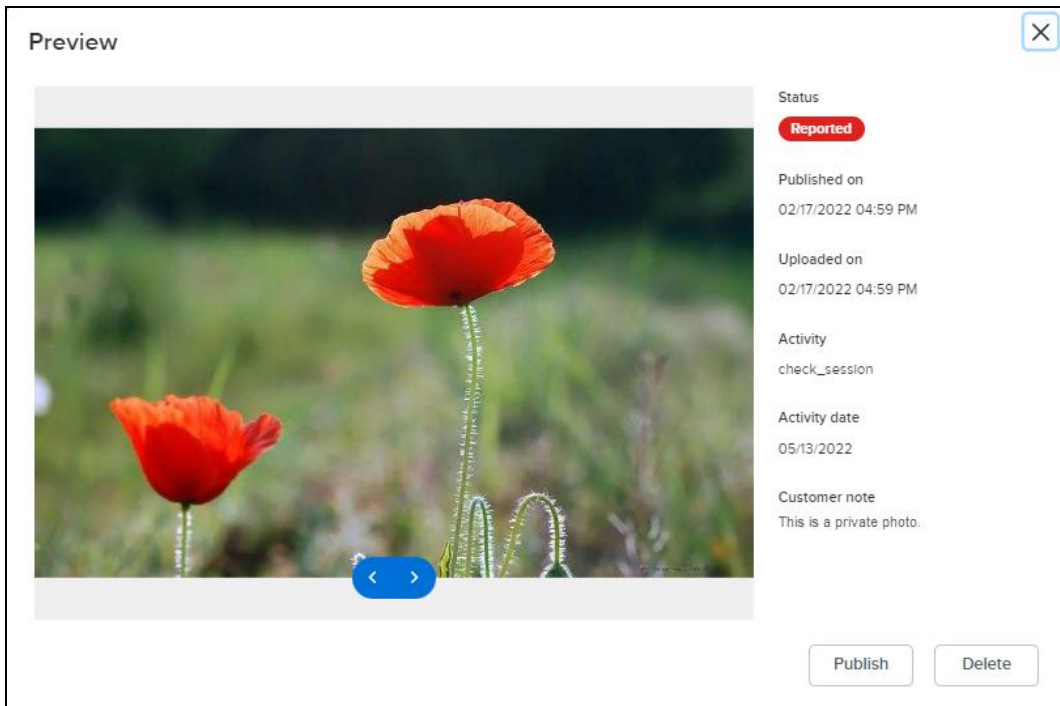 Preview
Status
Reported
Published on
02/17/2022 04:59 PM
Uploaded on
02/17/2022 04:59 PM
Activity
check_session
Activity date
05/13/2022
Customer note
This is a private photo.
Publish
Delete